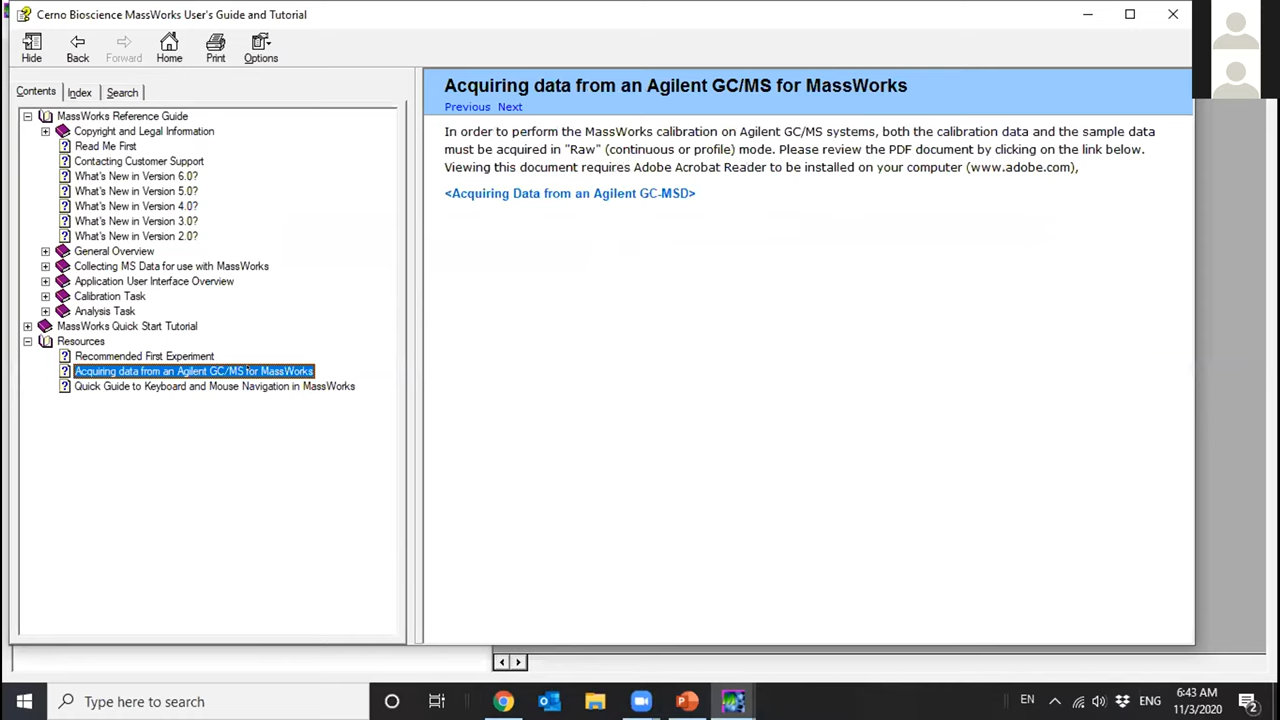 Cerno Bioscience MassWorks User's Guide and Tutorial
Hide
Back
Forward
Home
Print
Options
Contents
Index
Search
MassWorks Reference Guide
Copyright and Legal Information
Read Me First
Contacting Customer Support
What's New in Version 6.0?
What's New in Version 5.0?
What's New in Version 4.0?
What's New in Version 3.0?
What's New in Version 2.0?
General Overview
Collecting MS Data for use with MassWorks
Application User Interface Overview
Calibration Task
Analysis Task
MassWorks Quick Start Tutorial
Resources
Recommended First Experiment
Acquiring data from an Agilent GC/MS for MassWorks
Quick Guide to Keyboard and Mouse Navigation in MassWorks
Acquiring data from an Agilent GC/MS for MassWorks
Previous Next
In order to perform the MassWorks calibration on Agilent GC/MS systems, both the calibration data and the sample data
must be acquired in "Raw" (continuous or profile) mode. Please review the PDF document by clicking on the link below.
Viewing this document requires Adobe Acrobat Reader to be installed on your computer (www.adobe.com),
<Acquiring Data from an Agilent GC-MSD>
Type here to search
EN
ENG
6:43 AM
11/3/2020
2